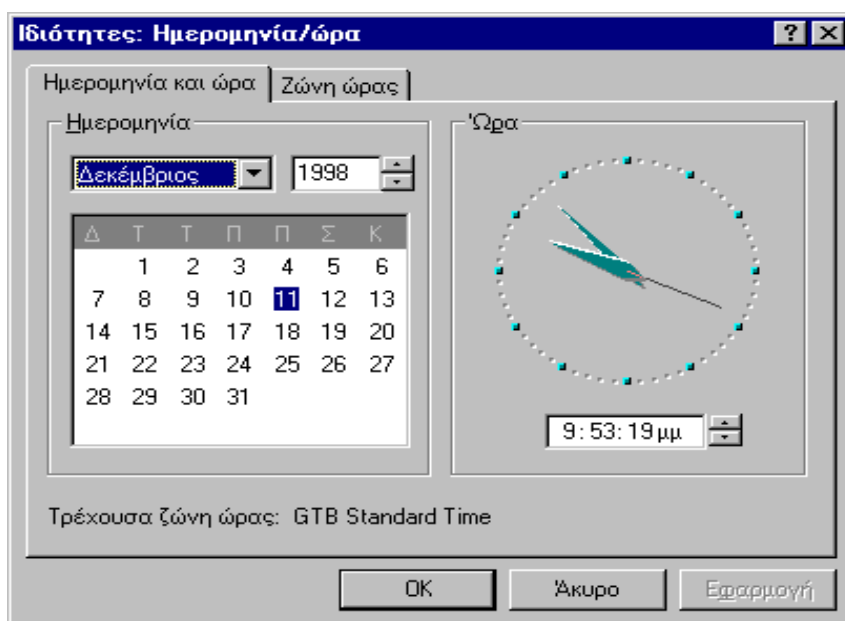 Ιδιότητες: Ημερομηνία/ώρα
Ημερομηνία και ώρα Ζώνη ώρας
Ημερομηνία
Δεκέμβριος 1998
Δ Τ Τ Π Π Σ Κ
1 2 3 4 5 6
7 8 9 10 11 12 13
14 15 16 17 18 19 20
21 22 23 24 25 26 27
28 29 30 31
Ώρα
9:53:19 μμ
Τρέχουσα ζώνη ώρας: GTB Standard Time
OK Άκυρο Εφαρμογή